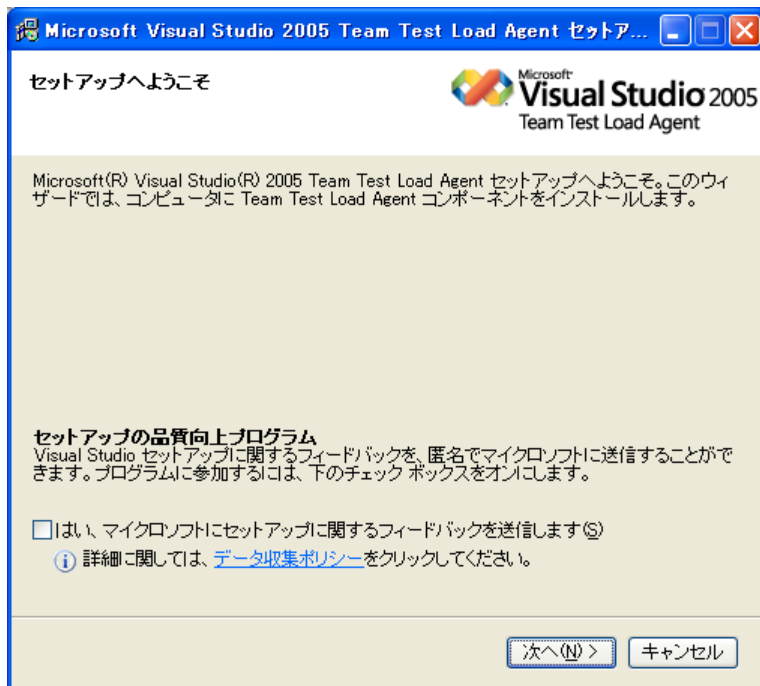 Microsoft Visual Studio 2005 Team Test Load Agent セットア...
セットアップへようこそ
Microsoft
Visual Studio 2005
Team Test Load Agent
Microsoft(R) Visual Studio(R) 2005 Team Test Load Agent セットアップへようこそ。このウィ
ザードでは、コンピュータに Team Test Load Agent コンポーネントをインストールします。
セットアップの品質向上プログラム
Visual Studio セットアップに関するフィードバックを、匿名でマイクロソフトに送信することがで
きます。プログラムに参加するには、下のチェック ボックスをオンにします。
はい、マイクロソフトにセットアップに関するフィードバックを送信します(S)
詳細に関しては、データ収集ポリシーをクリックしてください。
次へ(N) >
キャンセル